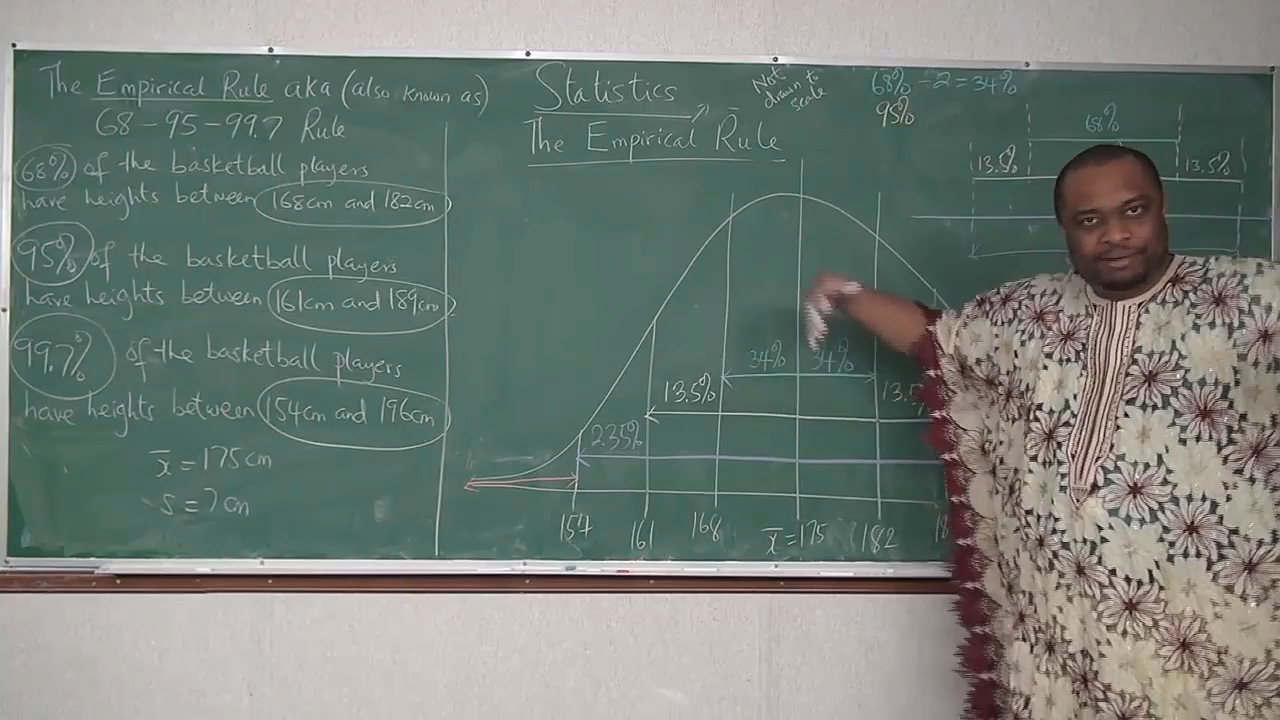 The Empirical Rule aka (also known as)
68-95-99.7 Rule
68% of the basketball players
have heights between 168cm and 182cm
95% of the basketball players
have heights between 161cm and 189cm
99.7% of the basketball players
have heights between 154cm and 196cm
x̄ = 175cm
s = 7cm
Statistics
The Empirical Rule
Not
drawn to
scale
68% ÷ 2 = 34%
95%
68%
13.5% 13.5%
34% 34%
13.5% 13.5
2.35%
154 161 168 x̄=175 182 18